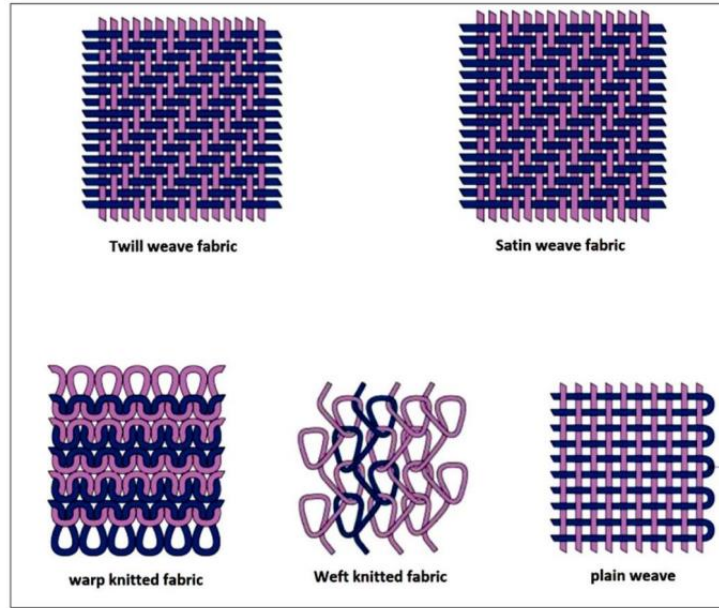 Twill weave fabric
Satin weave fabric
warp knitted fabric
Weft knitted fabric
plain weave